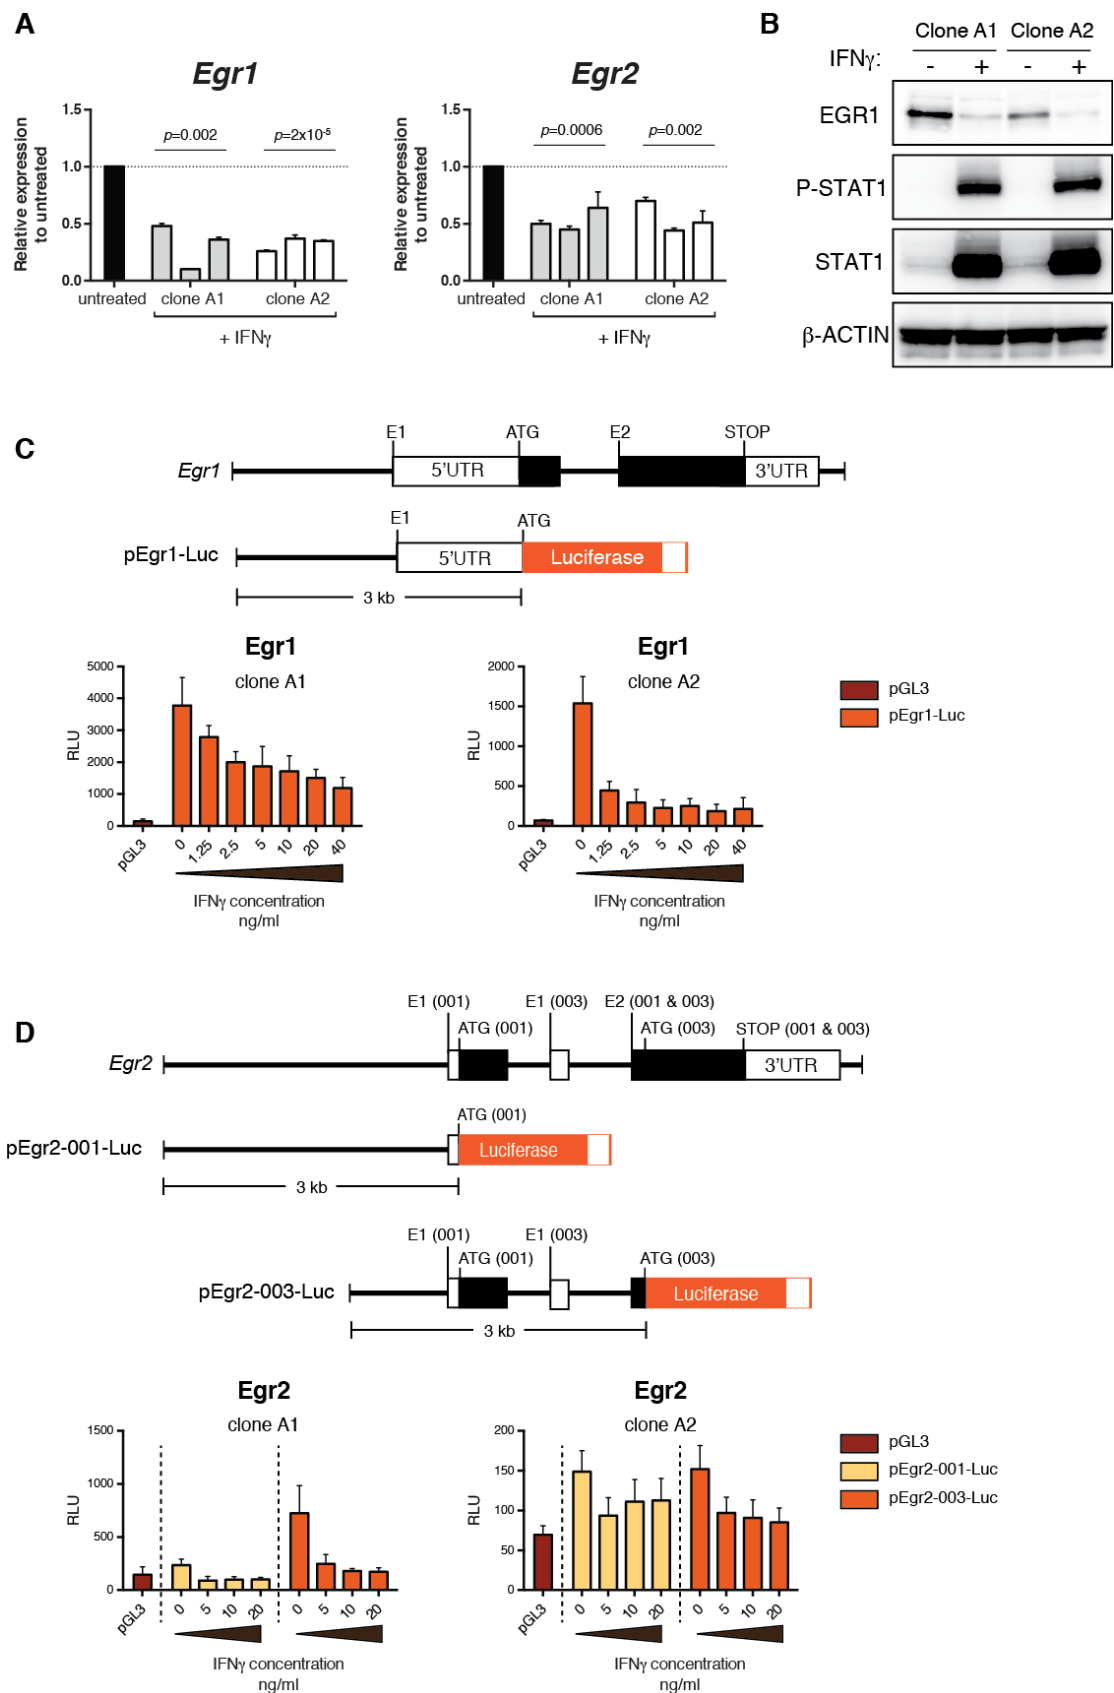 A
Egr1
Relative expression
to untreated
1.5
1.0
0.5
0.0
p=0.002
p=2x10-5
untreated
clone A1
clone A2
+ IFNγ
Egr2
Relative expression
to untreated
1.5
1.0
0.5
0.0
p=0.0006
p=0.002
untreated
clone A1
clone A2
+ IFNγ
B
Clone A1 Clone A2
IFNγ: - + - +
EGR1
P-STAT1
STAT1
β-ACTIN
C
E1 ATG E2 STOP
Egr1 5'UTR 3'UTR
E1 ATG
pEgr1-Luc 5'UTR Luciferase
3 kb
Egr1
clone A1
RLU
5000
4000
3000
2000
1000
0
pGL3 0 1.25 2.5 5 10 20 40
IFNγ concentration
ng/ml
Egr1
clone A2
RLU
2000
1500
1000
500
0
pGL3 0 1.25 2.5 5 10 20 40
IFNγ concentration
ng/ml
pGL3
pEgr1-Luc
D
E1 (001) E1 (003) E2 (001 & 003)
ATG (001) ATG (003) STOP (001 & 003)
Egr2 3'UTR
ATG (001)
pEgr2-001-Luc Luciferase
3 kb
E1 (001) E1 (003)
ATG (001) ATG (003)
pEgr2-003-Luc Luciferase
3 kb
Egr2
clone A1
RLU
1500
1000
500
0
pGL3 0 5 10 20 0 5 10 20
IFNγ concentration
ng/ml
Egr2
clone A2
RLU
200
150
100
50
0
pGL3 0 5 10 20 0 5 10 20
IFNγ concentration
ng/ml
pGL3
pEgr2-001-Luc
pEgr2-003-Luc